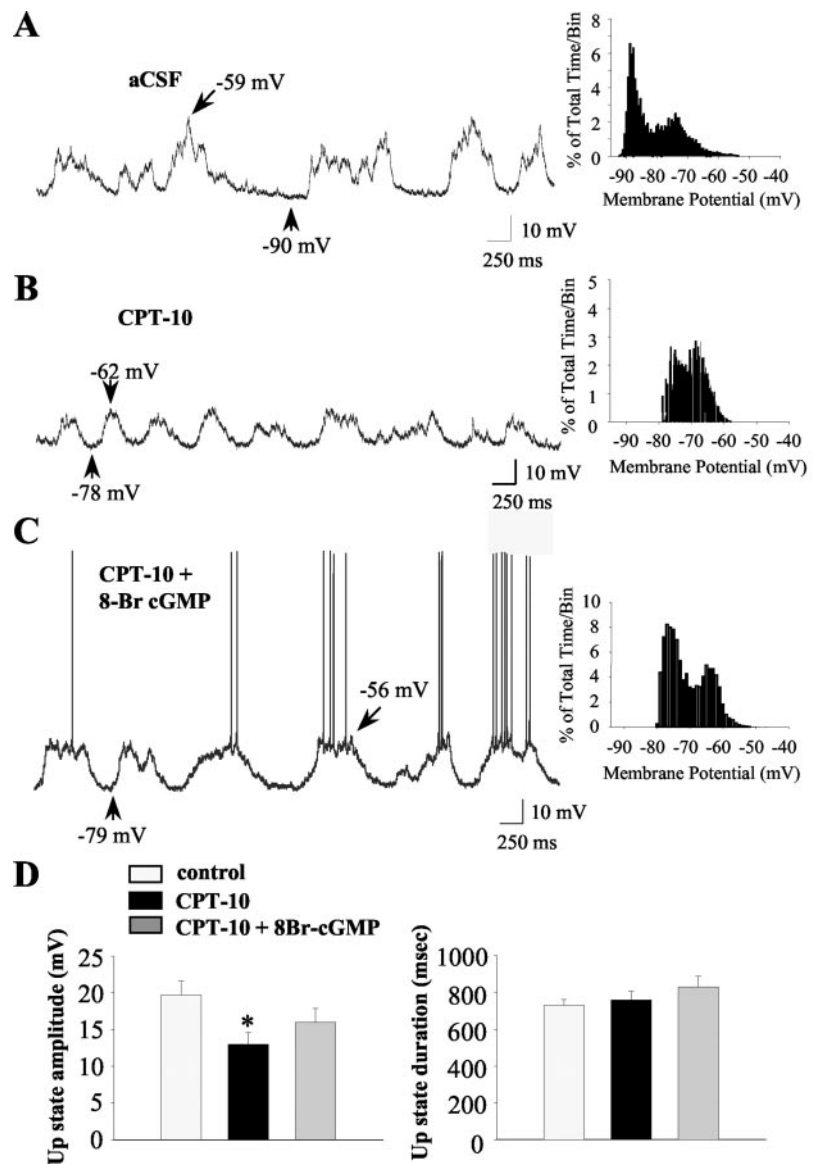 A
aCSF
-59 mV
-90 mV
10 mV
250 ms
% of Total Time/Bin
8
6
4
2
0
-90 -80 -70 -60 -50 -40
Membrane Potential (mV)
B
CPT-10
-62 mV
-78 mV
10 mV
250 ms
% of Total Time/Bin
5
4
3
2
1
0
-90 -80 -70 -60 -50 -40
Membrane Potential (mV)
C
CPT-10 +
8-Br cGMP
-56 mV
-79 mV
10 mV
250 ms
% of Total Time/Bin
10
8
6
4
2
0
-90 -80 -70 -60 -50 -40
Membrane Potential (mV)
D
control
CPT-10
CPT-10 + 8Br-cGMP
Up state amplitude (mV)
25
20
15
10
5
0
*
Up state duration (msec)
1000
800
600
400
200
0